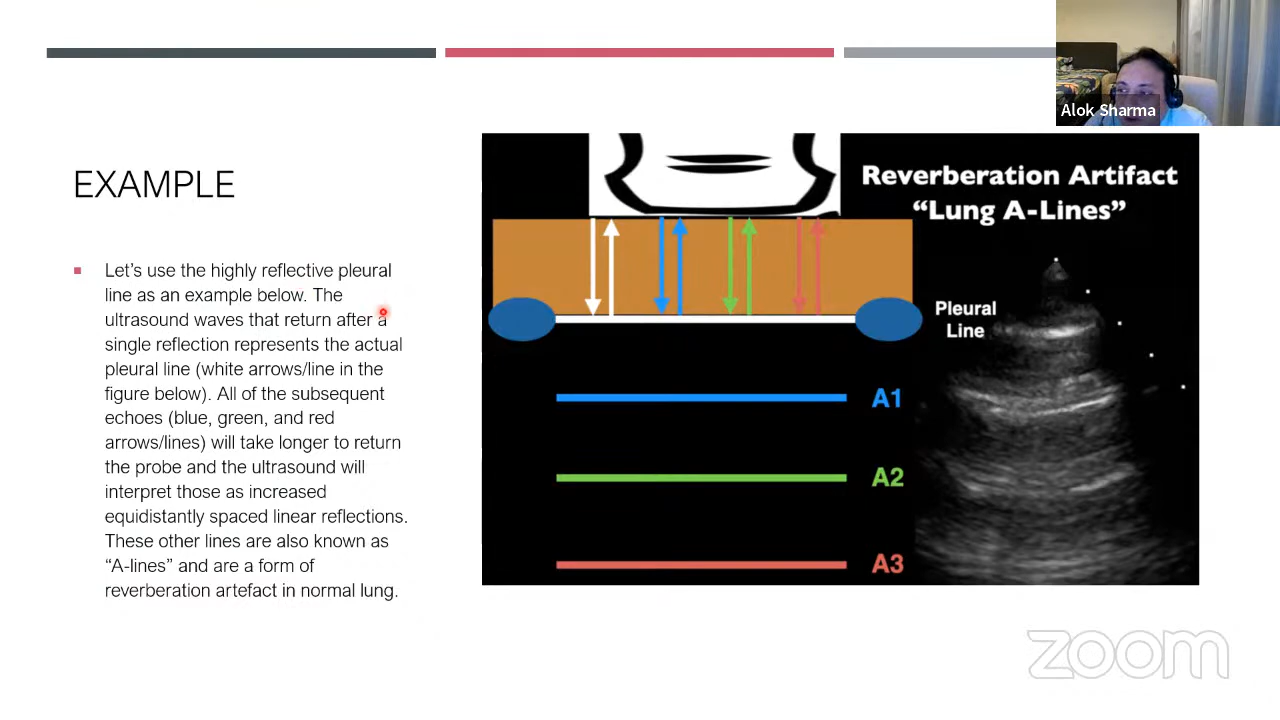 Alok Sharma
EXAMPLE
Let's use the highly reflective pleural
line as an example below. The
ultrasound waves that return after a
single reflection represents the actual
pleural line (white arrows/line in the
figure below). All of the subsequent
echoes (blue, green, and red
arrows/lines) will take longer to return
the probe and the ultrasound will
interpret those as increased
equidistantly spaced linear reflections.
These other lines are also known as
“A-lines” and are a form of
reverberation artefact in normal lung.
Reverberation Artifact
“Lung A-Lines”
Pleural
Line
A1
A2
A3
zoom